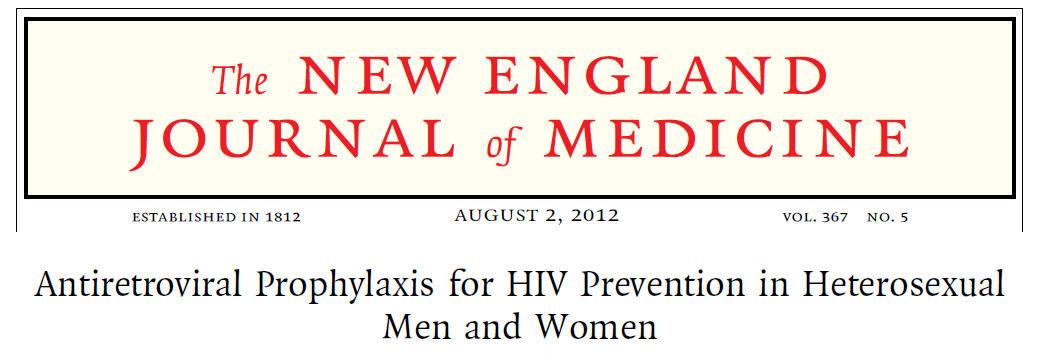 The NEW ENGLAND
JOURNAL of MEDICINE
ESTABLISHED IN 1812 AUGUST 2, 2012 VOL. 367 NO. 5
Antiretroviral Prophylaxis for HIV Prevention in Heterosexual
Men and Women